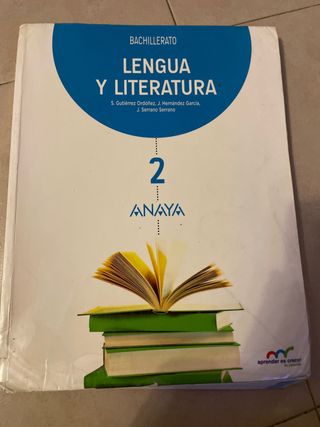 BACHILLERATO
LENGUA
Y LITERATURA
S. Gutiérrez Ordóñez, J. Hernández García,
J. Serrano Serrano
2
ANAYA
aprender es crecer